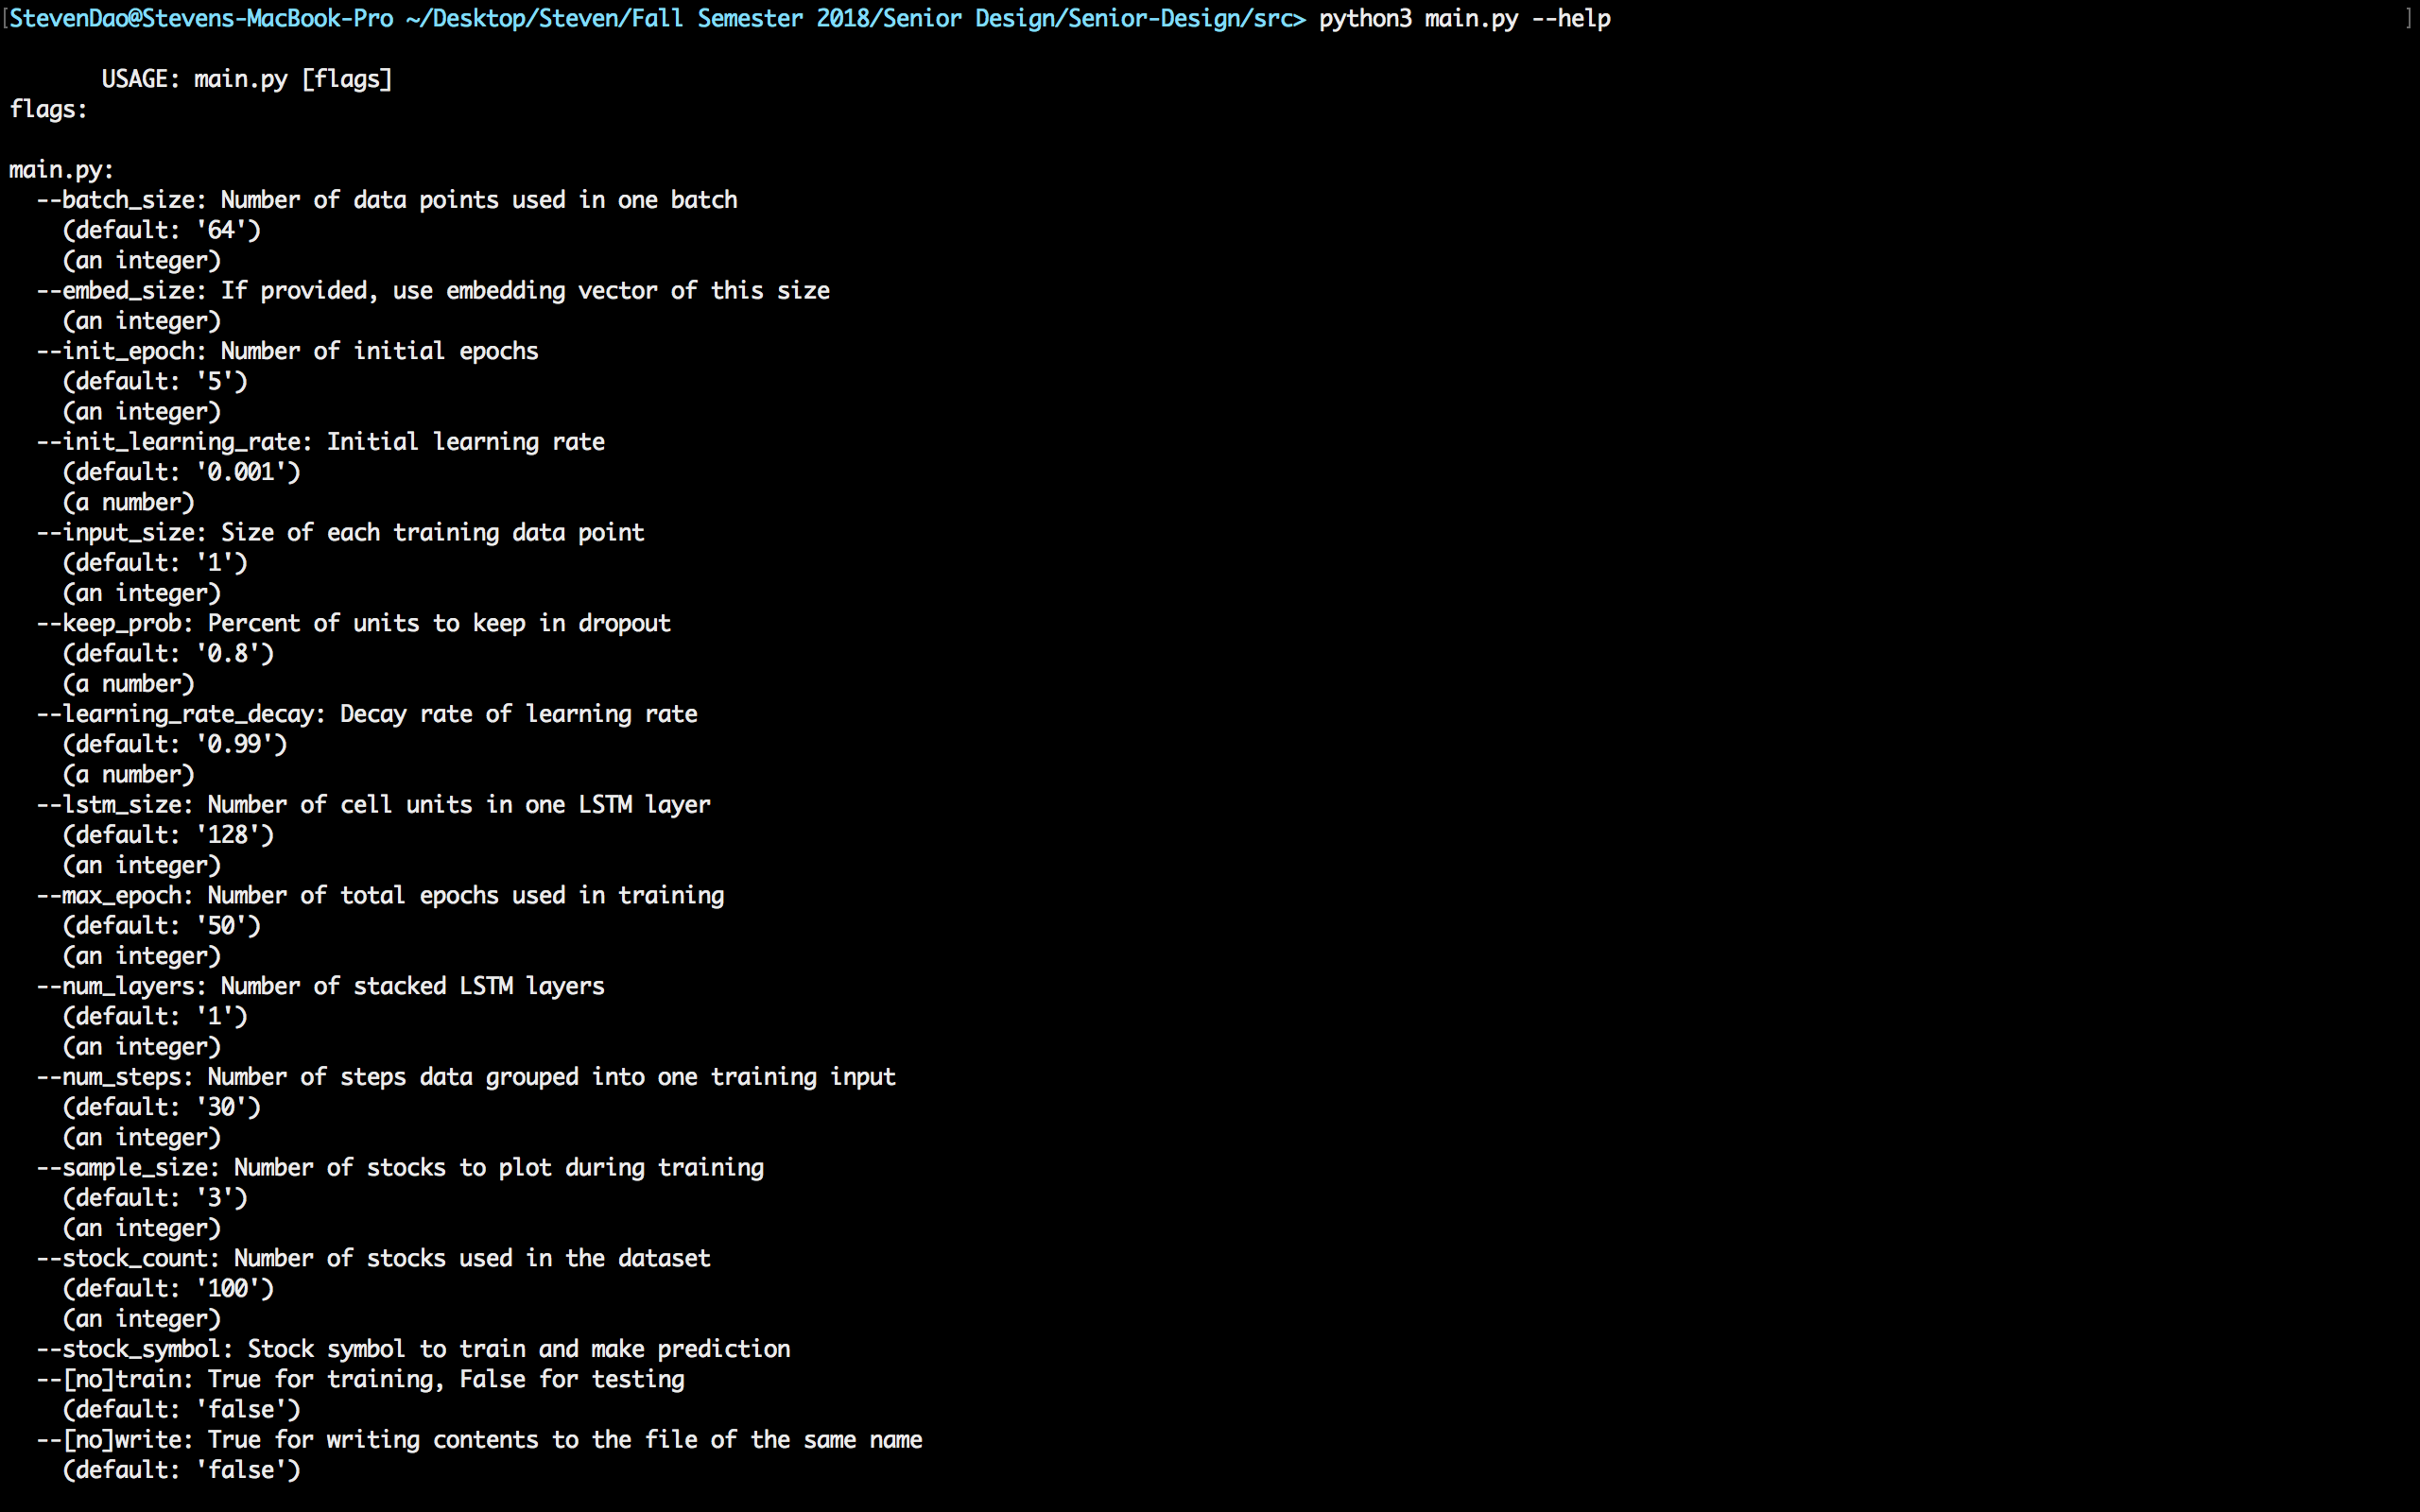 [StevenDao@Stevens-MacBook-Pro ~/Desktop/Steven/Fall Semester 2018/Senior Design/Senior-Design/src> python3 main.py --help ]
USAGE: main.py [flags]
flags:
main.py:
--batch_size: Number of data points used in one batch
(default: '64')
(an integer)
--embed_size: If provided, use embedding vector of this size
(an integer)
--init_epoch: Number of initial epochs
(default: '5')
(an integer)
--init_learning_rate: Initial learning rate
(default: '0.001')
(a number)
--input_size: Size of each training data point
(default: '1')
(an integer)
--keep_prob: Percent of units to keep in dropout
(default: '0.8')
(a number)
--learning_rate_decay: Decay rate of learning rate
(default: '0.99')
(a number)
--lstm_size: Number of cell units in one LSTM layer
(default: '128')
(an integer)
--max_epoch: Number of total epochs used in training
(default: '50')
(an integer)
--num_layers: Number of stacked LSTM layers
(default: '1')
(an integer)
--num_steps: Number of steps data grouped into one training input
(default: '30')
(an integer)
--sample_size: Number of stocks to plot during training
(default: '3')
(an integer)
--stock_count: Number of stocks used in the dataset
(default: '100')
(an integer)
--stock_symbol: Stock symbol to train and make prediction
--[no]train: True for training, False for testing
(default: 'false')
--[no]write: True for writing contents to the file of the same name
(default: 'false')